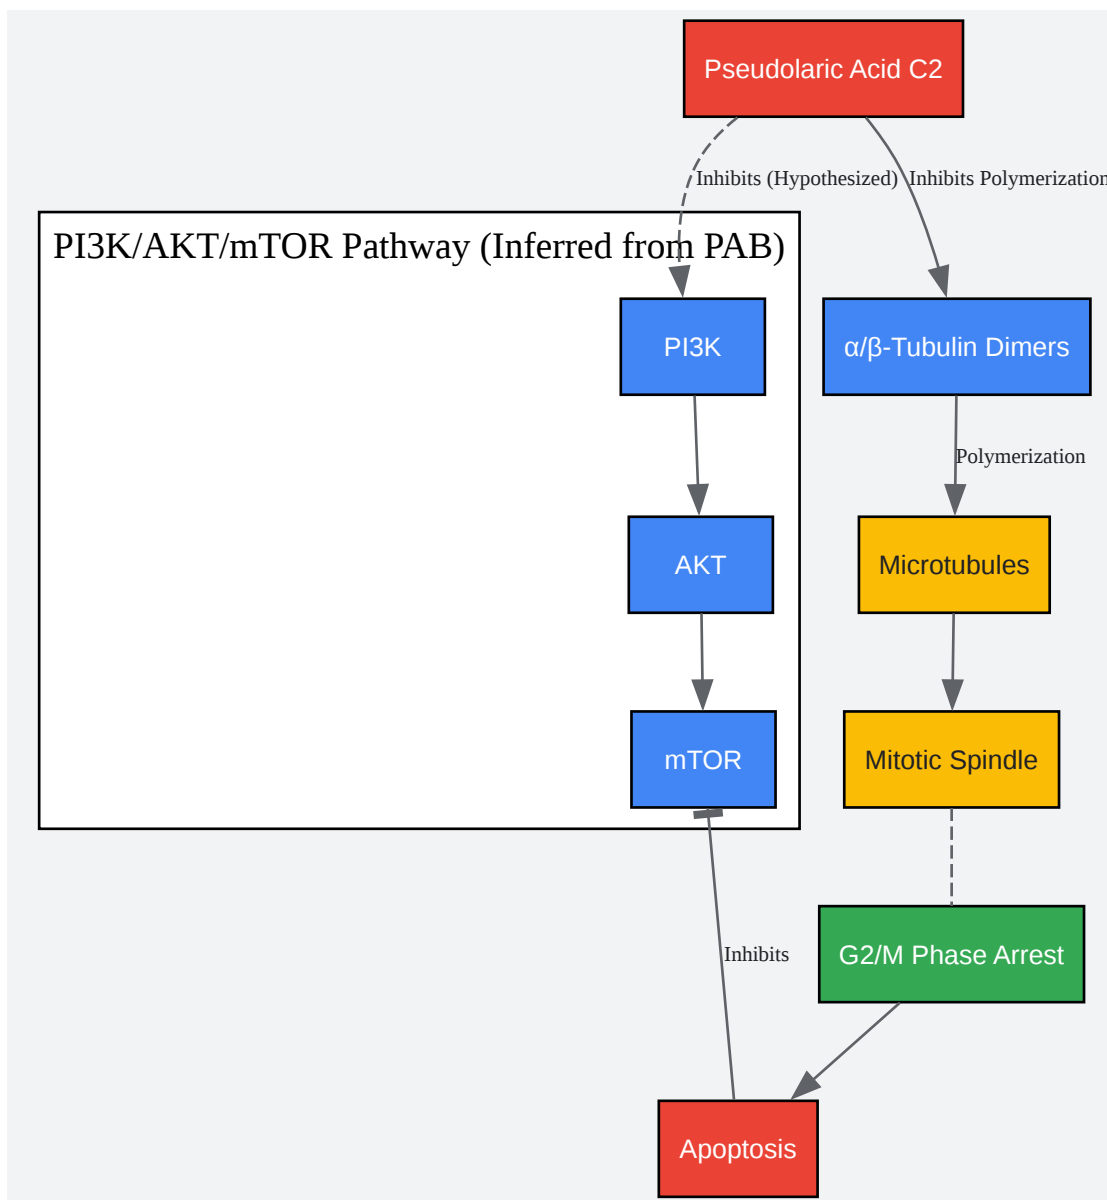 Pseudolaric Acid C2
Inhibits (Hypothesized)
Inhibits Polymerization
PI3K/AKT/mTOR Pathway (Inferred from PAB)
PI3K
α/β-Tubulin Dimers
Polymerization
AKT
Microtubules
mTOR
Mitotic Spindle
G2/M Phase Arrest
Inhibits
Apoptosis